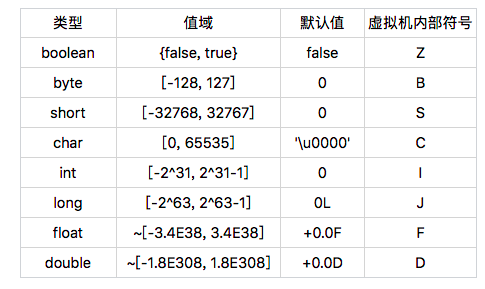 类型 值域 默认值 虚拟机内部符号
boolean {false, true} false Z
byte [-128, 127] 0 B
short [-32768, 32767] 0 S
char [0, 65535] '\u0000' C
int [-2^31, 2^31-1] 0 I
long [-2^63, 2^63-1] 0L J
float ~[-3.4E38, 3.4E38] +0.0F F
double ~[-1.8E308, 1.8E308] +0.0D D